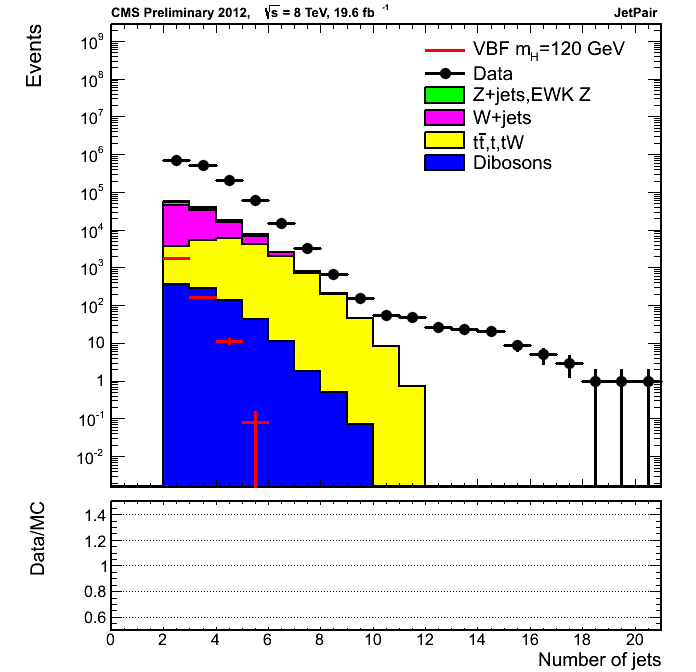 CMS Preliminary 2012, √s = 8 TeV, 19.6 fb⁻¹ JetPair
Events
10⁹
10⁸
10⁷
10⁶
10⁵
10⁴
10³
10²
10
1
10⁻¹
10⁻²
VBF m_H=120 GeV
Data
Z+jets,EWK Z
W+jets
tt̄,t,tW
Dibosons
Data/MC
1.4
1.2
1
0.8
0.6
0 2 4 6 8 10 12 14 16 18 20
Number of jets